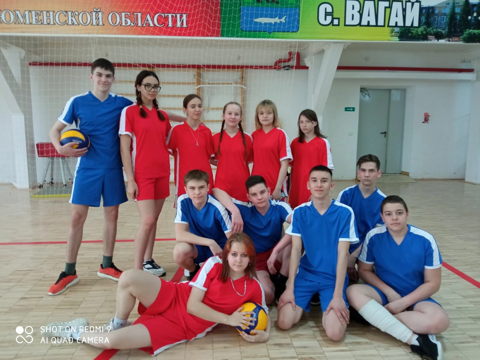 ЮМЕНСКОЙ ОБЛАСТИ
с. ВАГАЙ
SHOT ON REDMI 9
AI QUAD CAMERA